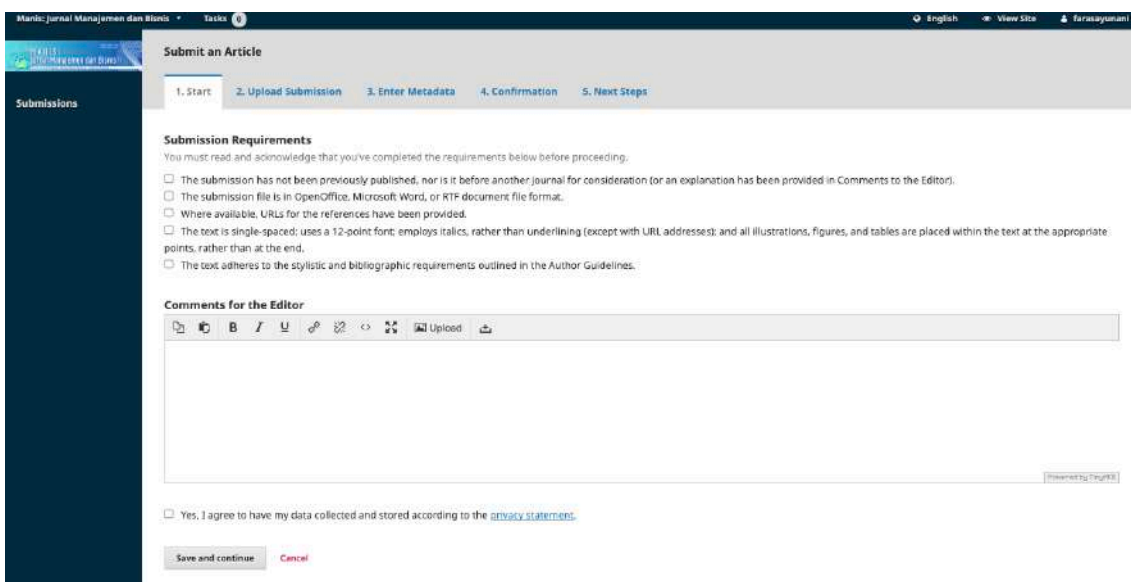 Manis: Jurnal Manajemen dan Bisnis
Tasks 0
English
View Site
farasayunani
Submissions
Submit an Article
1. Start
2. Upload Submission
3. Enter Metadata
4. Confirmation
5. Next Steps
Submission Requirements
You must read and acknowledge that you've completed the requirements below before proceeding.
The submission has not been previously published, nor is it before another journal for consideration (or an explanation has been provided in Comments to the Editor).
The submission file is in OpenOffice, Microsoft Word, or RTF document file format.
Where available, URLs for the references have been provided.
The text is single-spaced; uses a 12-point font; employs italics, rather than underlining (except with URL addresses); and all illustrations, figures, and tables are placed within the text at the appropriate
points, rather than at the end.
The text adheres to the stylistic and bibliographic requirements outlined in the Author Guidelines.
Comments for the Editor
B I U
Upload
Powered by TinyMCE
Yes, I agree to have my data collected and stored according to the privacy statement.
Save and continue
Cancel